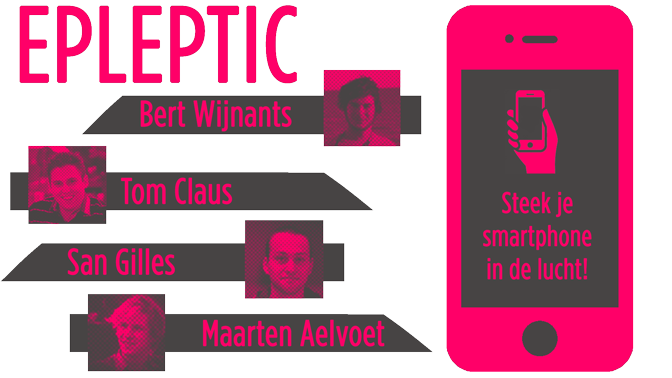 EPLEPTIC
Bert Wijnants
Tom Claus
San Gilles
Maarten Aelvoet
Steek je
smartphone
in de lucht!